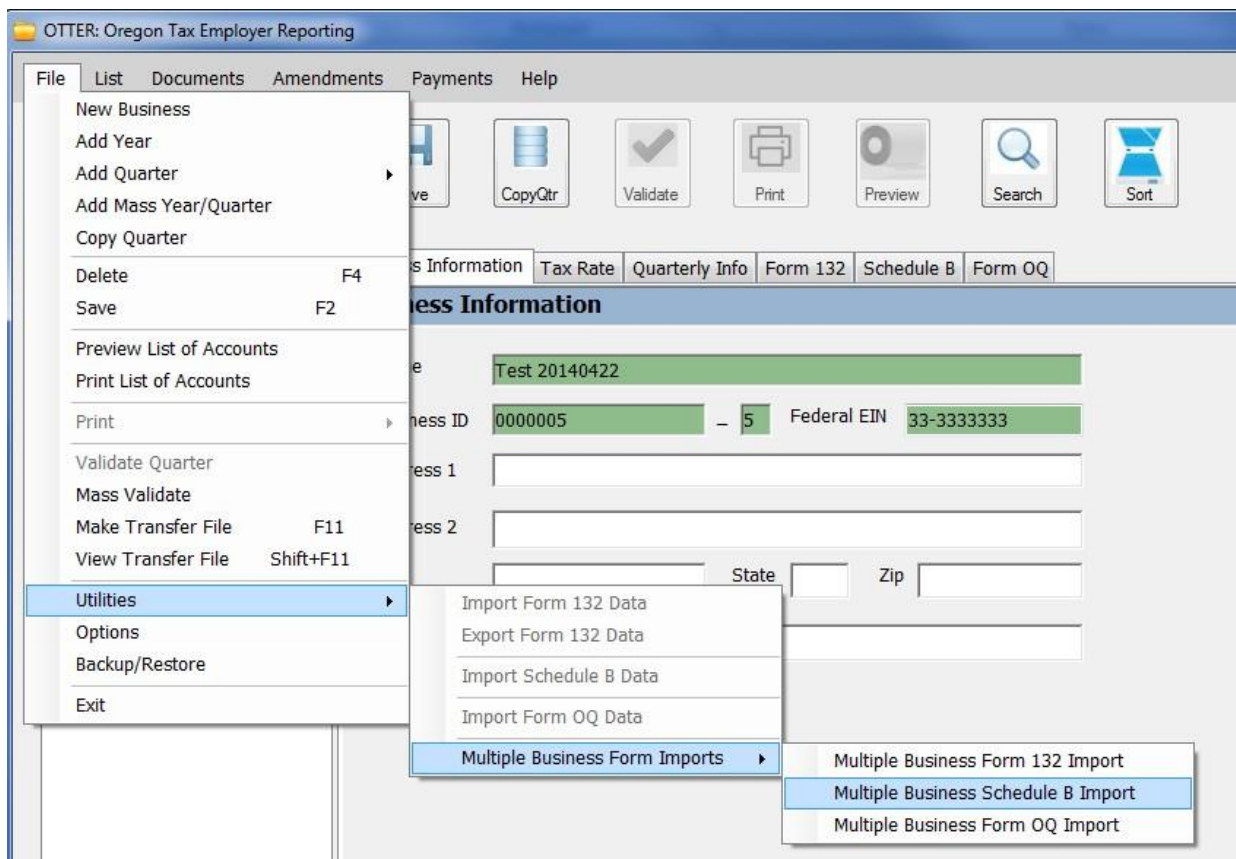 OTTER: Oregon Tax Employer Reporting
File List Documents Amendments Payments Help
New Business
Add Year
Add Quarter
Add Mass Year/Quarter
Copy Quarter
Delete F4
Save F2
Preview List of Accounts
Print List of Accounts
Print
Validate Quarter
Mass Validate
Make Transfer File F11
View Transfer File Shift+F11
Utilities
Options
Backup/Restore
Exit
ve CopyQtr Validate Print Preview Search Sort
s Information Tax Rate Quarterly Info Form 132 Schedule B Form OQ
ness Information
e Test 20140422
ness ID 0000005 – 5 Federal EIN 33-3333333
ress 1
ress 2
State Zip
Import Form 132 Data
Export Form 132 Data
Import Schedule B Data
Import Form OQ Data
Multiple Business Form Imports
Multiple Business Form 132 Import
Multiple Business Schedule B Import
Multiple Business Form OQ Import